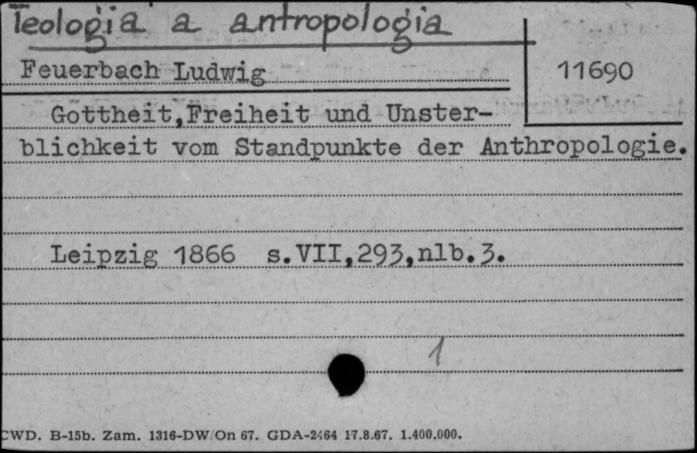 Teologia a antropologia
Feuerbach Ludwig
11690
Gottheit,Freiheit und Unster-
blichkeit vom Standpunkte der Anthropologie.
Leipzig 1866 s.VII,293,nlb.3.
1
CWD. B-15b. Zam. 1316-DW/On 67. GDA-2464 17.8.67. 1.400.000.